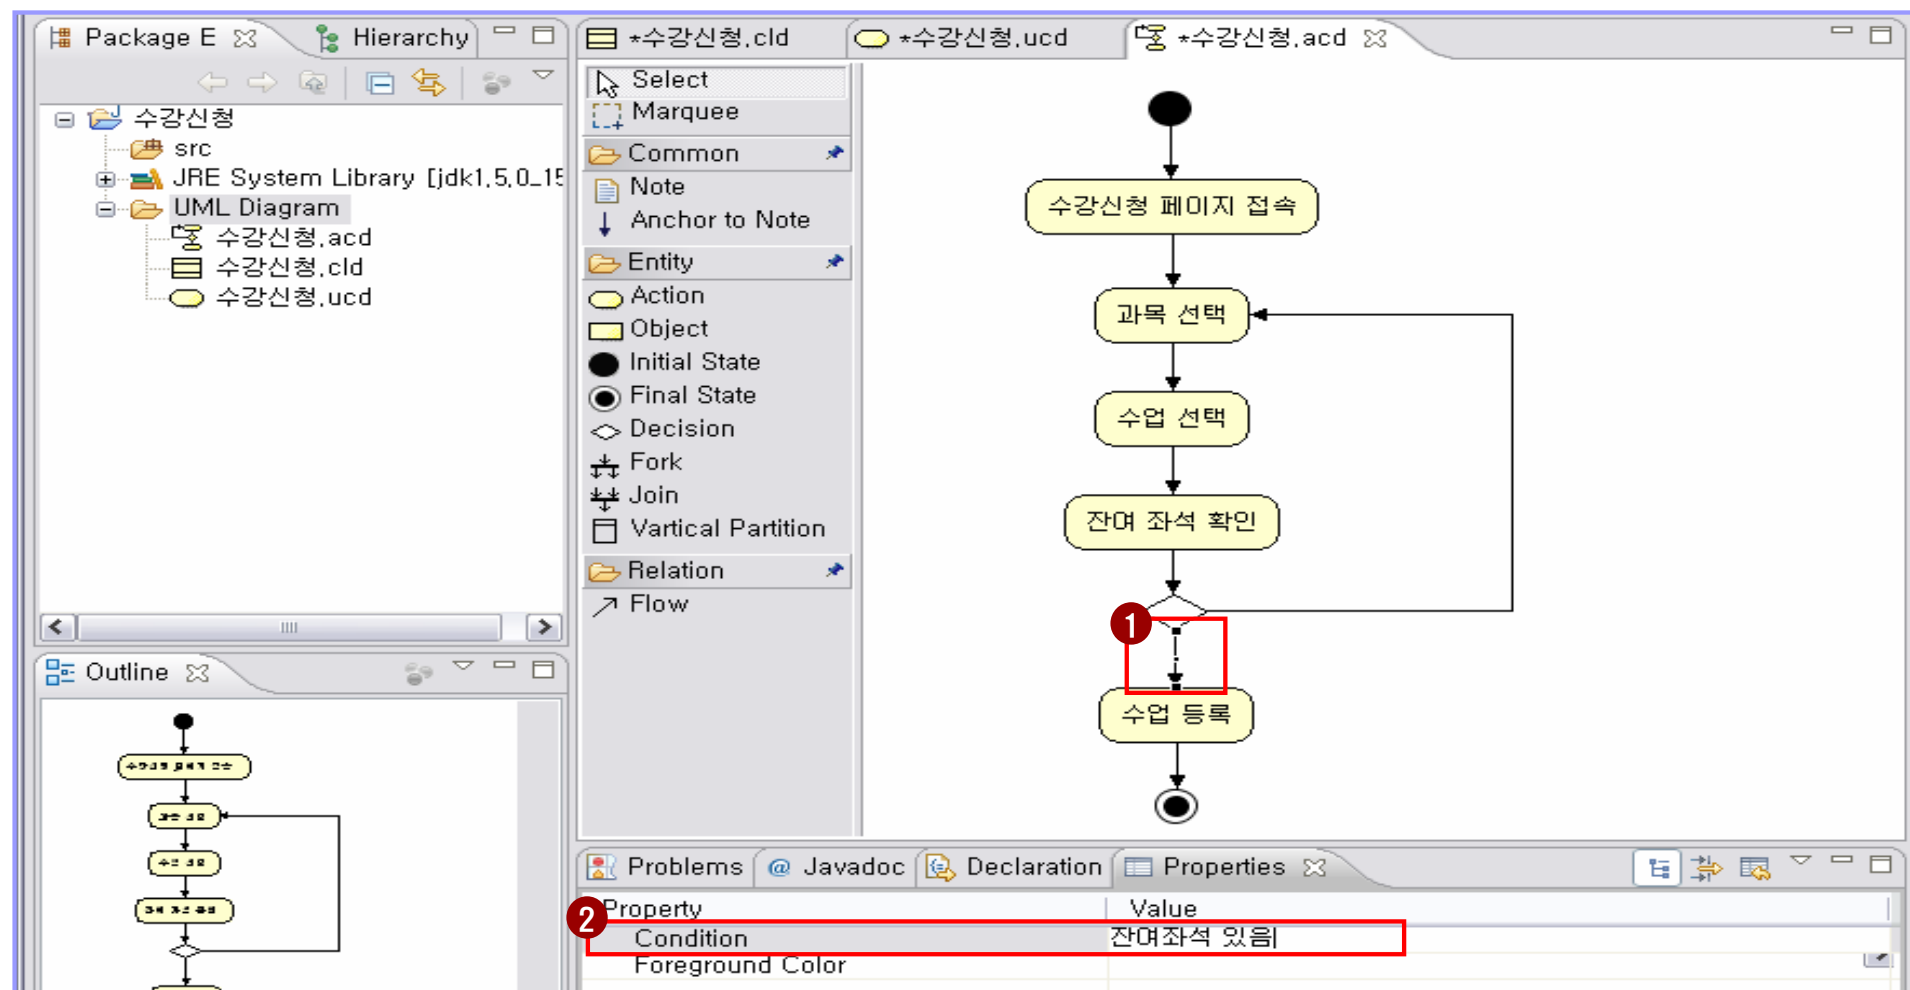 Package E
Hierarchy
수강신청
src
JRE System Library [jdk1,5,0_15
UML Diagram
수강신청,acd
수강신청,cld
수강신청,ucd
Outline
*수강신청,cld
*수강신청,ucd
*수강신청,acd
Select
Marquee
Common
Note
Anchor to Note
Entity
Action
Object
Initial State
Final State
Decision
Fork
Join
Vartical Partition
Relation
Flow
수강신청 페이지 접속
과목 선택
수업 선택
잔여 좌석 확인
1
수업 등록
Problems
@ Javadoc
Declaration
Properties
2
Property Value
Condition 잔여좌석 있음
Foreground Color